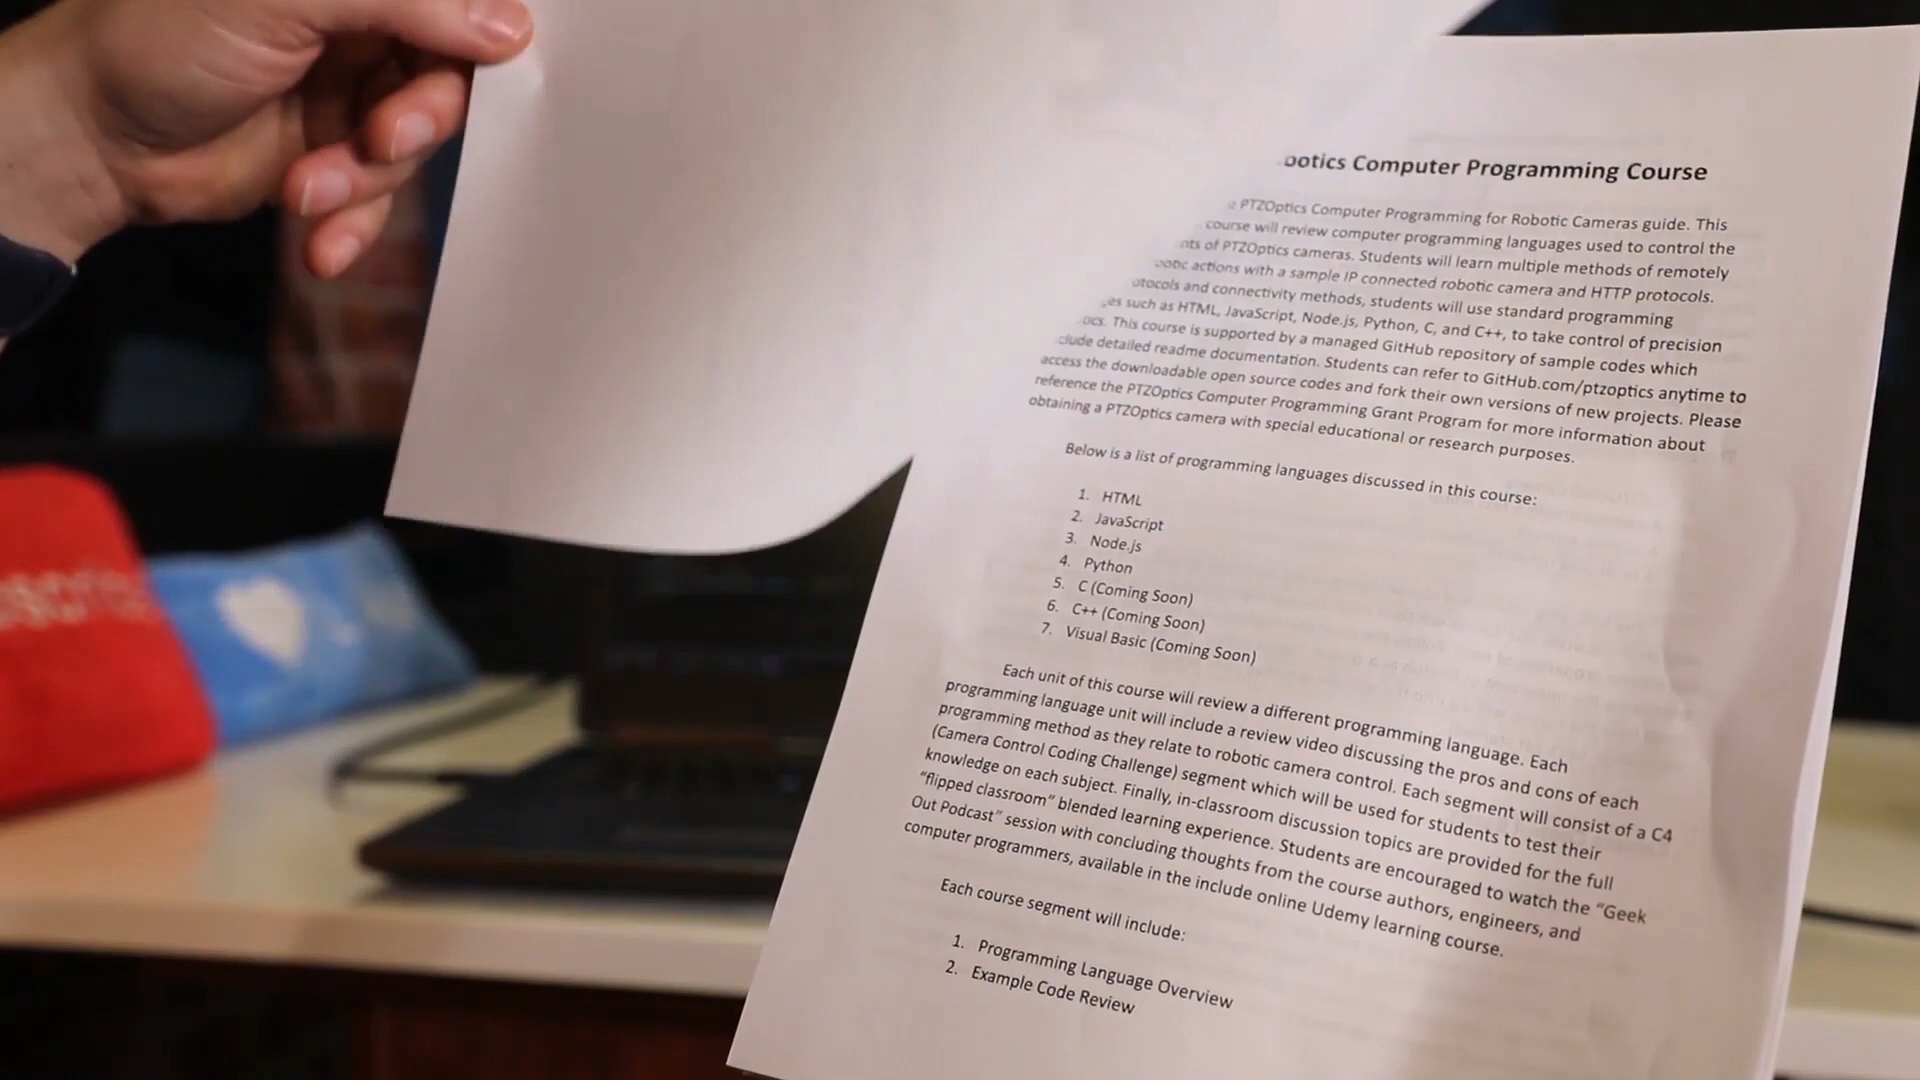 Computer Programming Course
PTZOptics Computer Programming for Robotic Cameras guide. This
course will review computer programming languages used to control the
of PTZOptics cameras. Students will learn multiple methods of remotely
actions with a sample IP connected robotic camera and HTTP protocols.
and connectivity methods, students will use standard programming
such as HTML, JavaScript, Node.js, Python, C, and C++, to take control of precision
This course is supported by a managed GitHub repository of sample codes which
detailed readme documentation. Students can refer to GitHub.com/ptzoptics anytime to
access the downloadable open source codes and fork their own versions of new projects. Please
reference the PTZOptics Computer Programming Grant Program for more information about
obtaining a PTZOptics camera with special educational or research purposes.
Below is a list of programming languages discussed in this course:
1. HTML
2. JavaScript
3. Node.js
4. Python
5. C (Coming Soon)
6. C++ (Coming Soon)
7. Visual Basic (Coming Soon)
Each unit of this course will review a different programming language. Each
programming language unit will include a review video discussing the pros and cons of each
programming method as they relate to robotic camera control. Each segment will consist of a C4
(Camera Control Coding Challenge) segment which will be used for students to test their
knowledge on each subject. Finally, in-classroom discussion topics are provided for the full
"flipped classroom" blended learning experience. Students are encouraged to watch the "Geek
Out Podcast" session with concluding thoughts from the course authors, engineers, and
computer programmers, available in the include online Udemy learning course.
Each course segment will include:
1. Programming Language Overview
2. Example Code Review